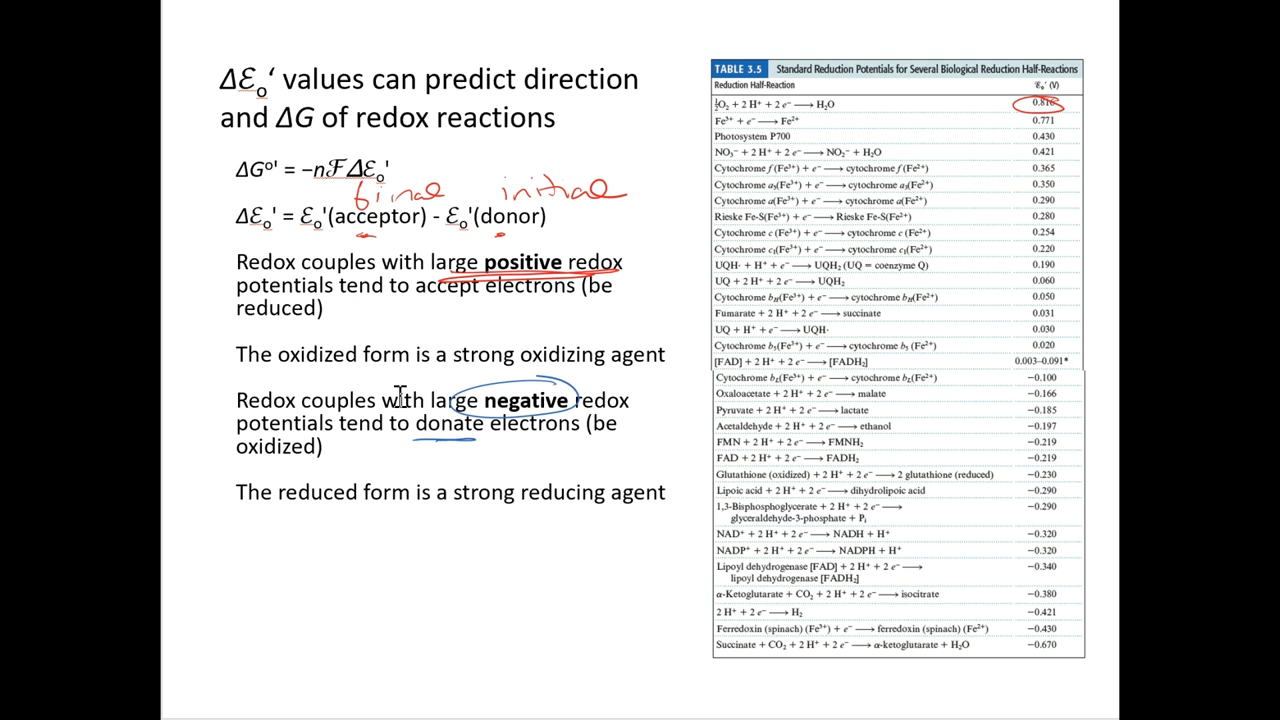 Δℰₒ‘ values can predict direction
and ΔG of redox reactions
ΔGº' = −nℱΔℰₒ'
final initial
Δℰₒ' = ℰₒ'(acceptor) - ℰₒ'(donor)
Redox couples with large positive redox
potentials tend to accept electrons (be
reduced)
The oxidized form is a strong oxidizing agent
Redox couples with large negative redox
potentials tend to donate electrons (be
oxidized)
The reduced form is a strong reducing agent
TABLE 3.5 Standard Reduction Potentials for Several Biological Reduction Half-Reactions
Reduction Half-Reaction ℰₒ' (V)
½O₂ + 2 H⁺ + 2 e⁻ ⟶ H₂O 0.816
Fe³⁺ + e⁻ ⟶ Fe²⁺ 0.771
Photosystem P700 0.430
NO₃⁻ + 2 H⁺ + 2 e⁻ ⟶ NO₂⁻ + H₂O 0.421
Cytochrome f(Fe³⁺) + e⁻ ⟶ cytochrome f(Fe²⁺) 0.365
Cytochrome a₃(Fe³⁺) + e⁻ ⟶ cytochrome a₃(Fe²⁺) 0.350
Cytochrome a(Fe³⁺) + e⁻ ⟶ cytochrome a(Fe²⁺) 0.290
Rieske Fe-S(Fe³⁺) + e⁻ ⟶ Rieske Fe-S(Fe²⁺) 0.280
Cytochrome c (Fe³⁺) + e⁻ ⟶ cytochrome c (Fe²⁺) 0.254
Cytochrome c₁(Fe³⁺) + e⁻ ⟶ cytochrome c₁(Fe²⁺) 0.220
UQH· + H⁺ + e⁻ ⟶ UQH₂ (UQ = coenzyme Q) 0.190
UQ + 2 H⁺ + 2 e⁻ ⟶ UQH₂ 0.060
Cytochrome b_H(Fe³⁺) + e⁻ ⟶ cytochrome b_H(Fe²⁺) 0.050
Fumarate + 2 H⁺ + 2 e⁻ ⟶ succinate 0.031
UQ + H⁺ + e⁻ ⟶ UQH· 0.030
Cytochrome b₅(Fe³⁺) + e⁻ ⟶ cytochrome b₅ (Fe²⁺) 0.020
[FAD] + 2 H⁺ + 2 e⁻ ⟶ [FADH₂] 0.003–0.091*
Cytochrome b_L(Fe³⁺) + e⁻ ⟶ cytochrome b_L(Fe²⁺) −0.100
Oxaloacetate + 2 H⁺ + 2 e⁻ ⟶ malate −0.166
Pyruvate + 2 H⁺ + 2 e⁻ ⟶ lactate −0.185
Acetaldehyde + 2 H⁺ + 2 e⁻ ⟶ ethanol −0.197
FMN + 2 H⁺ + 2 e⁻ ⟶ FMNH₂ −0.219
FAD + 2 H⁺ + 2 e⁻ ⟶ FADH₂ −0.219
Glutathione (oxidized) + 2 H⁺ + 2 e⁻ ⟶ 2 glutathione (reduced) −0.230
Lipoic acid + 2 H⁺ + 2 e⁻ ⟶ dihydrolipoic acid −0.290
1,3-Bisphosphoglycerate + 2 H⁺ + 2 e⁻ ⟶ −0.290
glyceraldehyde-3-phosphate + Pᵢ
NAD⁺ + 2 H⁺ + 2 e⁻ ⟶ NADH + H⁺ −0.320
NADP⁺ + 2 H⁺ + 2 e⁻ ⟶ NADPH + H⁺ −0.320
Lipoyl dehydrogenase [FAD] + 2 H⁺ + 2 e⁻ ⟶ −0.340
lipoyl dehydrogenase [FADH₂]
α-Ketoglutarate + CO₂ + 2 H⁺ + 2 e⁻ ⟶ isocitrate −0.380
2 H⁺ + 2 e⁻ ⟶ H₂ −0.421
Ferredoxin (spinach) (Fe³⁺) + e⁻ ⟶ ferredoxin (spinach) (Fe²⁺) −0.430
Succinate + CO₂ + 2 H⁺ + 2 e⁻ ⟶ α-ketoglutarate + H₂O −0.670